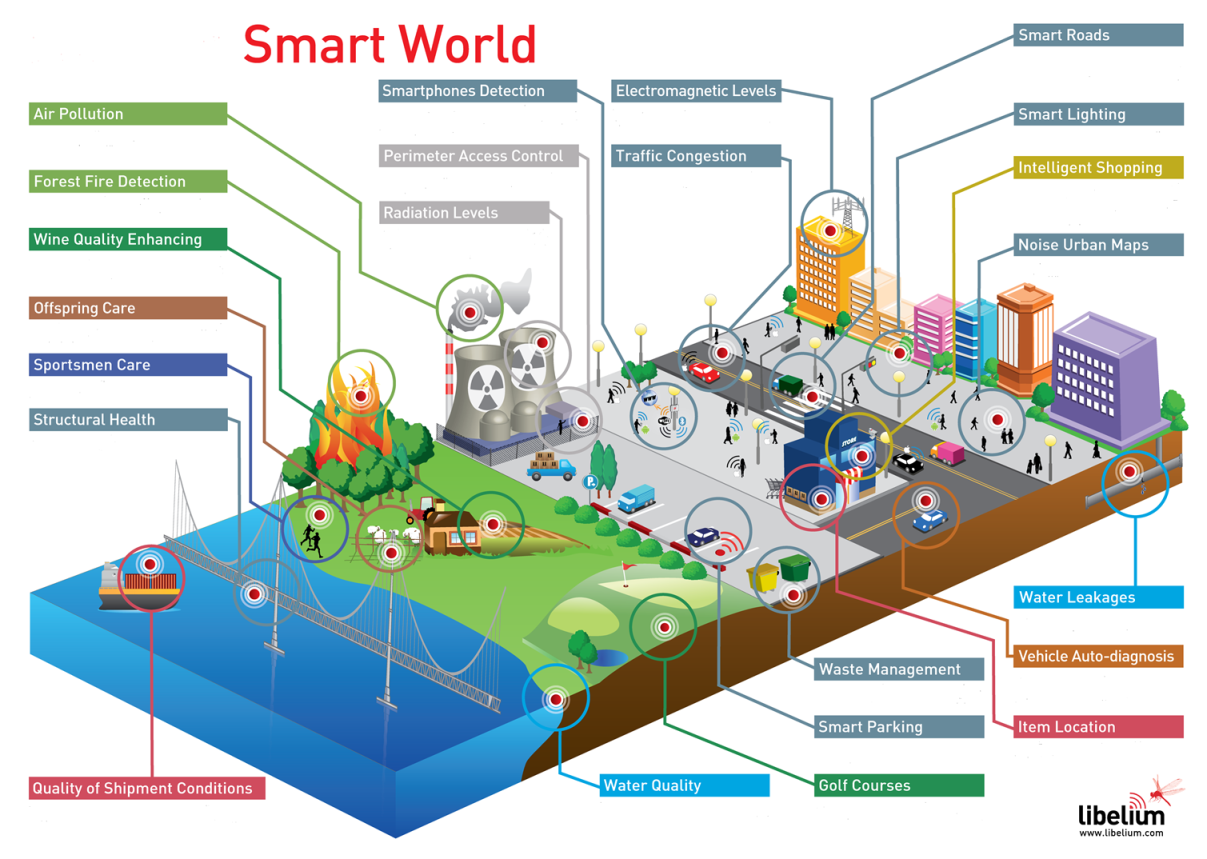 Smart World
Smart Roads
Smartphones Detection
Electromagnetic Levels
Air Pollution
Smart Lighting
Perimeter Access Control
Traffic Congestion
Intelligent Shopping
Forest Fire Detection
Radiation Levels
Wine Quality Enhancing
Noise Urban Maps
Offspring Care
Sportsmen Care
Structural Health
STORE
P
Water Leakages
Vehicle Auto-diagnosis
Waste Management
Smart Parking
Item Location
Quality of Shipment Conditions
Water Quality
Golf Courses
libelium
www.libelium.com